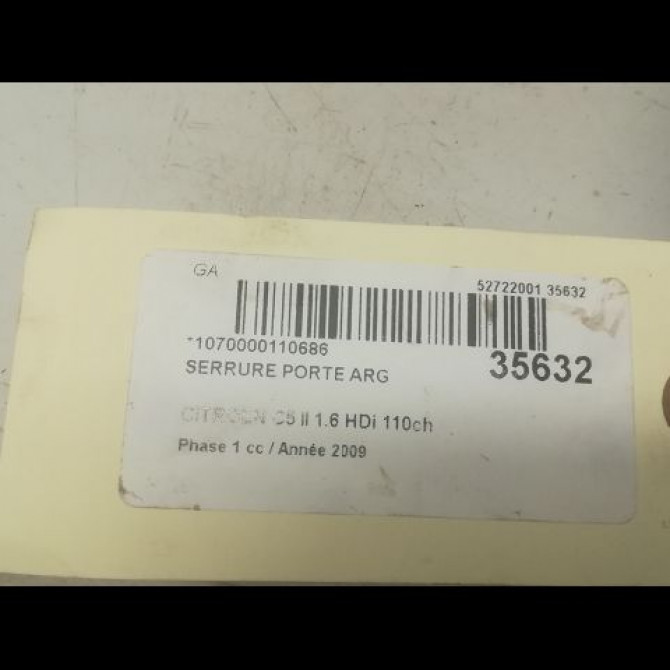 GA
52722001 35632
*1070000110686
35632
SERRURE PORTE ARG
CITROEN C5 II 1.6 HDi 110ch
Phase 1 cc / Année 2009